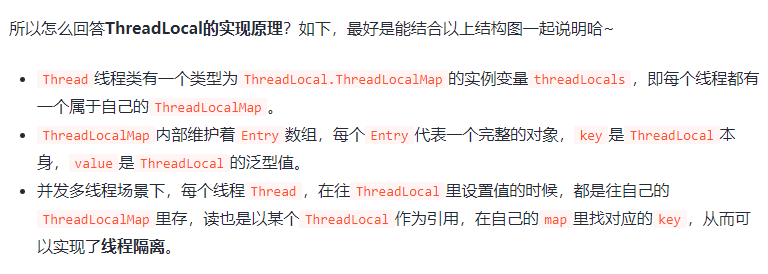 所以怎么回答ThreadLocal的实现原理？如下，最好是能结合以上结构图一起说明哈~
• Thread 线程类有一个类型为 ThreadLocal.ThreadLocalMap 的实例变量 threadLocals ，即每个线程都有
一个属于自己的 ThreadLocalMap 。
• ThreadLocalMap 内部维护着 Entry 数组，每个 Entry 代表一个完整的对象， key 是 ThreadLocal 本
身， value 是 ThreadLocal 的泛型值。
• 并发多线程场景下，每个线程 Thread ，在往 ThreadLocal 里设置值的时候，都是往自己的
ThreadLocalMap 里存，读也是以某个 ThreadLocal 作为引用，在自己的 map 里找对应的 key ，从而可
以实现了线程隔离。